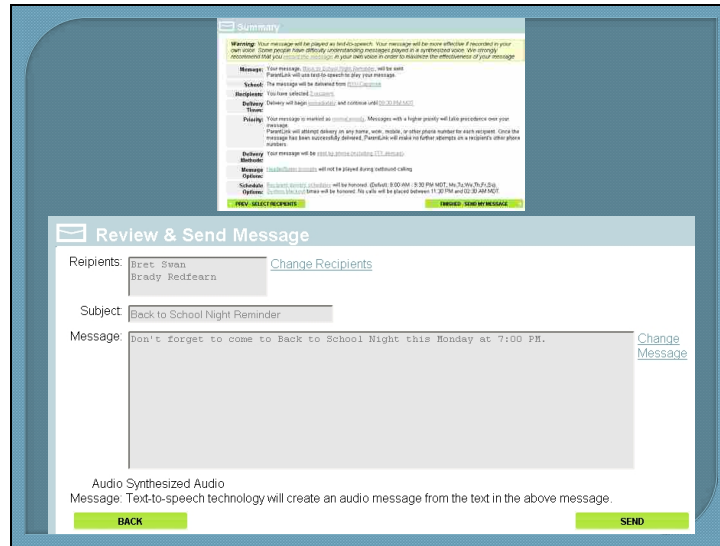 Summary
Warning: Your message will be played as text-to-speech. Your message will be more effective if recorded in your
own voice. Some people have difficulty understanding messages played in a synthesized voice. We strongly
recommend that you message in your own voice in order to maximize the effectiveness of your message
Message: Your message, Back to School Night Reminder, will be sent
ParentLink will use text-to-speech to play your message.
School: The message will be delivered from
Recipients: You have selected
Delivery Times: Delivery will begin immediately and continue until 09:30 PM MDT
Priority: Your message is marked as normal priority. Messages with a higher priority will take precedence over your
message.
ParentLink will attempt delivery on any home, work, mobile, or other phone number for each recipient. Once the
message has been successfully delivered, ParentLink will make no further attempts on a recipient's other phone
numbers.
Delivery Methods: Your message will be sent by phone (including TTY phones)
Message Options: Header/footer prompts will not be played during outbound calling
Schedule Options: Recipient schedules will be honored. (Default: 8:00 AM - 9:30 PM MDT, Mo,Tu,We,Th,Fr,Sa).
System blackout times will be honored. No calls will be placed between 11:30 PM and 02:30 AM MDT.
PREV - SELECT RECIPIENTS
FINISHED - SEND MY MESSAGE
Review & Send Message
Reipients: Bret Swan
Brady Redfearn
Change Recipients
Subject: Back to School Night Reminder
Message: Don't forget to come to Back to School Night this Monday at 7:00 PM.
Change
Message
Audio Synthesized Audio
Message: Text-to-speech technology will create an audio message from the text in the above message.
BACK
SEND